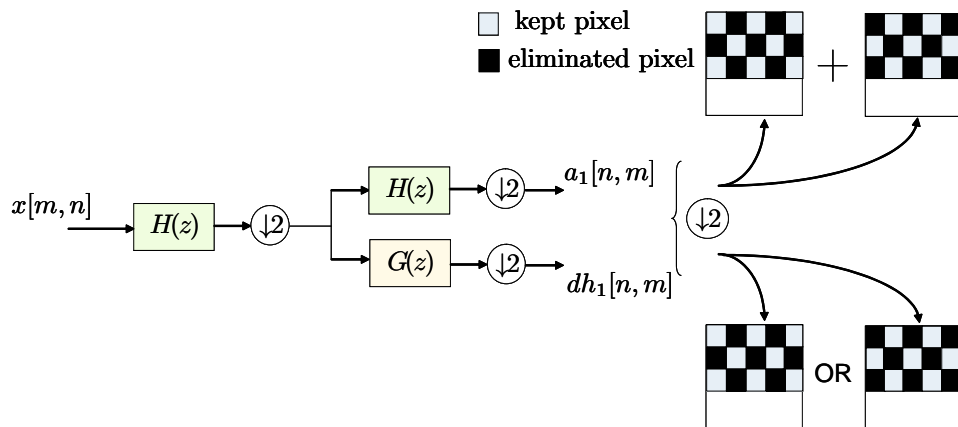 kept pixel
eliminated pixel
+
x[m, n]
H(z)
↓2
H(z)
↓2
a₁[n, m]
↓2
G(z)
↓2
dh₁[n, m]
OR